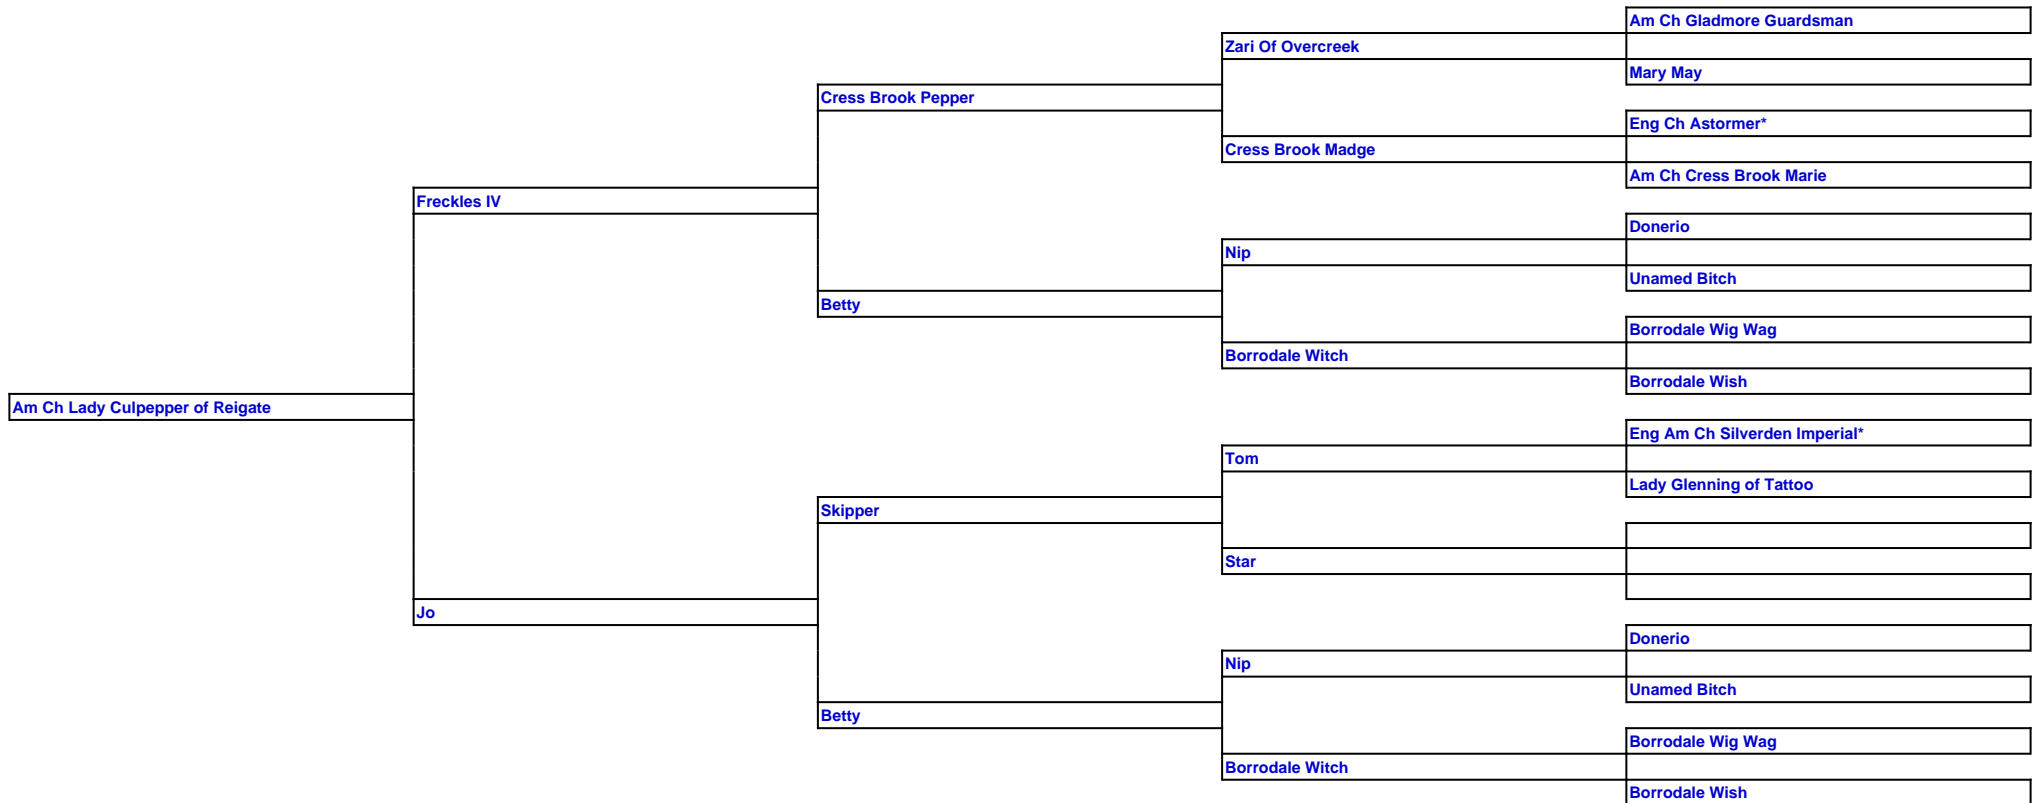 Am Ch Gladmore Guardsman
Zari Of Overcreek
Mary May
Cress Brook Pepper
Eng Ch Astormer*
Cress Brook Madge
Am Ch Cress Brook Marie
Freckles IV
Donerio
Nip
Unamed Bitch
Betty
Borrodale Wig Wag
Borrodale Witch
Borrodale Wish
Am Ch Lady Culpepper of Reigate
Eng Am Ch Silverden Imperial*
Tom
Lady Glenning of Tattoo
Skipper
Star
Jo
Donerio
Nip
Unamed Bitch
Betty
Borrodale Wig Wag
Borrodale Witch
Borrodale Wish